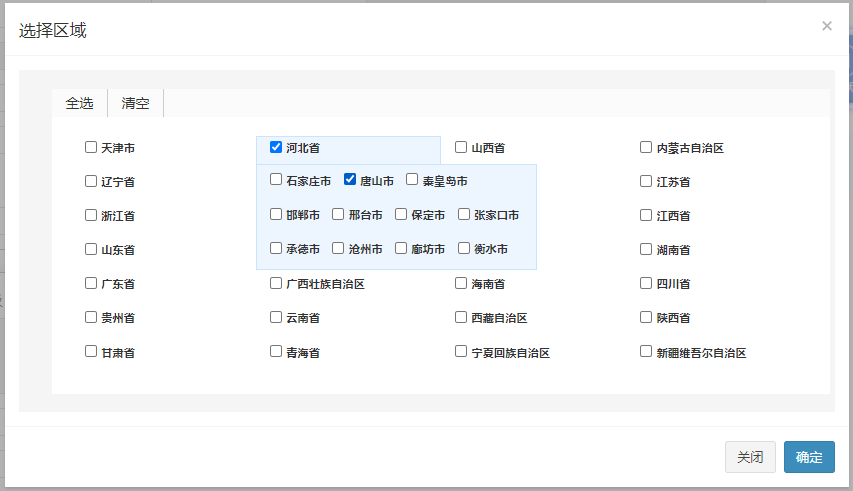 选择区域 ×
全选 清空
天津市 河北省 山西省 内蒙古自治区
辽宁省 石家庄市 唐山市 秦皇岛市 江苏省
浙江省 邯郸市 邢台市 保定市 张家口市 江西省
山东省 承德市 沧州市 廊坊市 衡水市 湖南省
广东省 广西壮族自治区 海南省 四川省
贵州省 云南省 西藏自治区 陕西省
甘肃省 青海省 宁夏回族自治区 新疆维吾尔自治区
关闭 确定